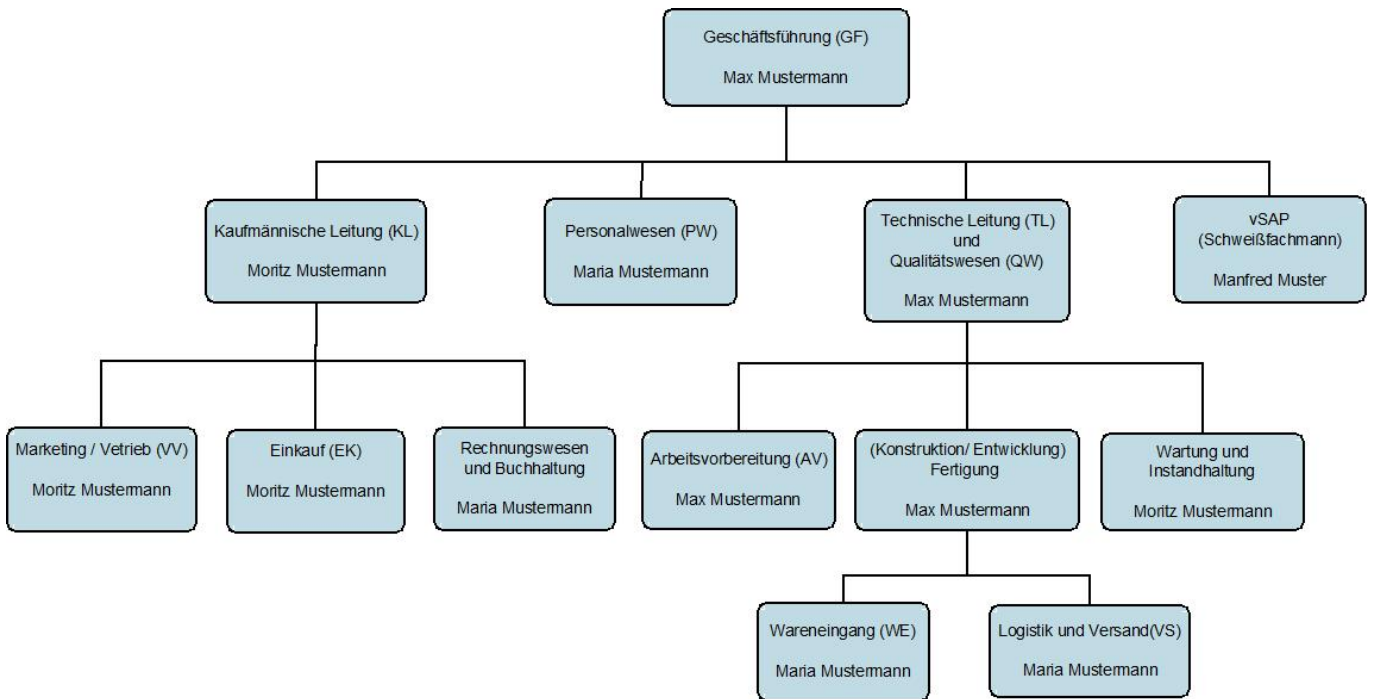 Geschäftsführung (GF)
Max Mustermann
Kaufmännische Leitung (KL)
Moritz Mustermann
Personalwesen (PW)
Maria Mustermann
Technische Leitung (TL)
und
Qualitätswesen (QW)
Max Mustermann
vSAP
(Schweißfachmann)
Manfred Muster
Marketing / Vetrieb (VV)
Moritz Mustermann
Einkauf (EK)
Moritz Mustermann
Rechnungswesen
und Buchhaltung
Maria Mustermann
Arbeitsvorbereitung (AV)
Max Mustermann
(Konstruktion/ Entwicklung)
Fertigung
Max Mustermann
Wartung und
Instandhaltung
Moritz Mustermann
Wareneingang (WE)
Maria Mustermann
Logistik und Versand(VS)
Maria Mustermann